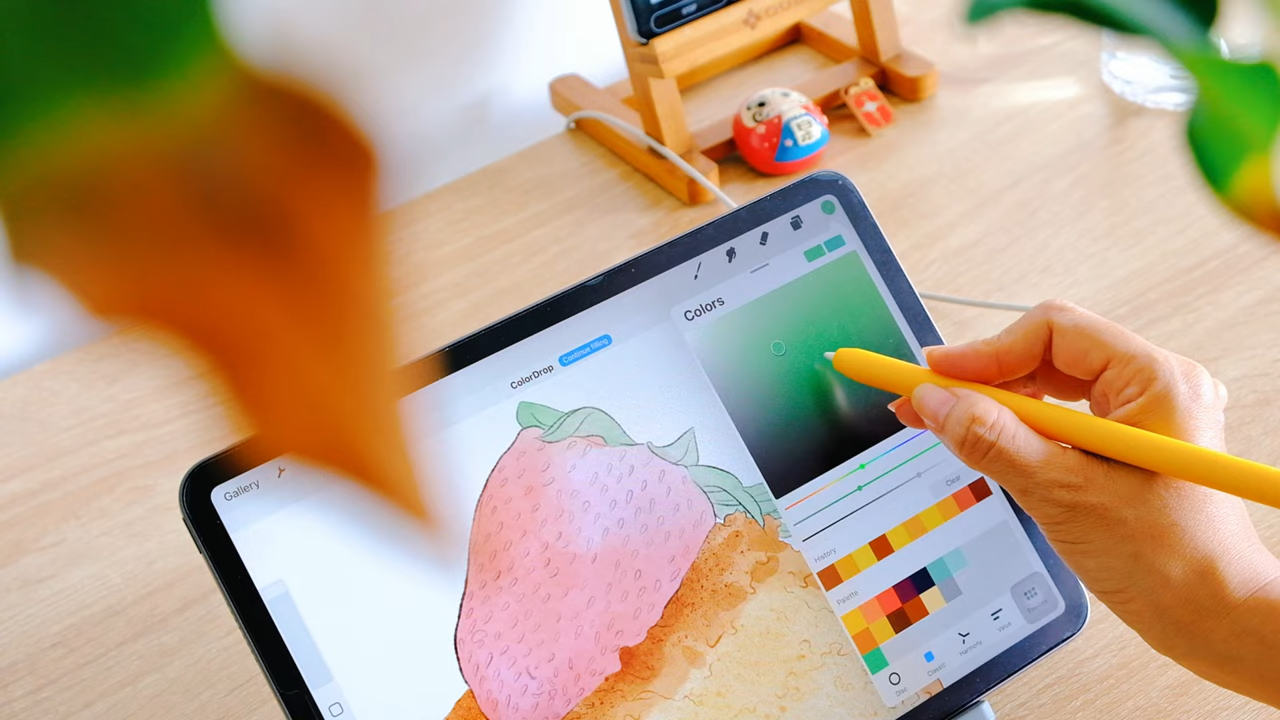 Colors
Continue filling
ColorDrop
Gallery
Clear
History
Palette
Disc
Classic
Harmony
Value